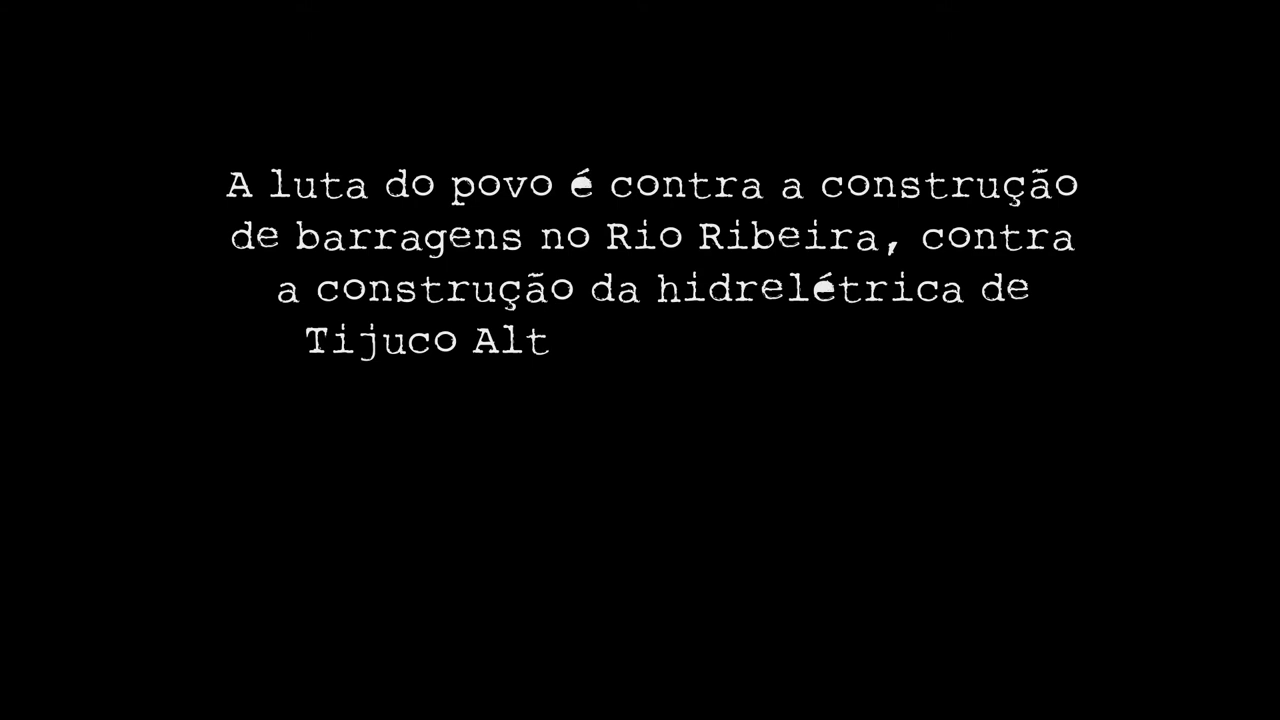 A luta do povo é contra a construção
de barragens no Rio Ribeira, contra
a construção da hidrelétrica de
Tijuco Alt